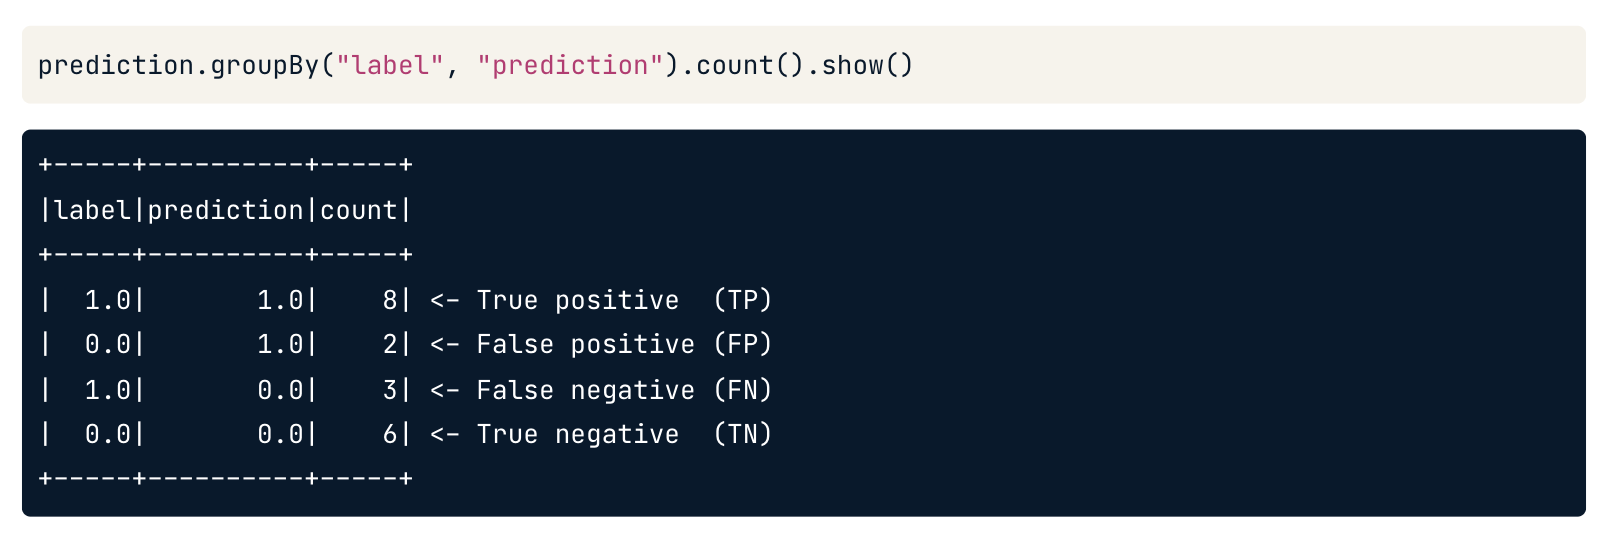 prediction.groupBy("label", "prediction").count().show()
+-----+----------+-----+
|label|prediction|count|
+-----+----------+-----+
|  1.0|       1.0|    8| <- True positive  (TP)
|  0.0|       1.0|    2| <- False positive (FP)
|  1.0|       0.0|    3| <- False negative (FN)
|  0.0|       0.0|    6| <- True negative  (TN)
+-----+----------+-----+